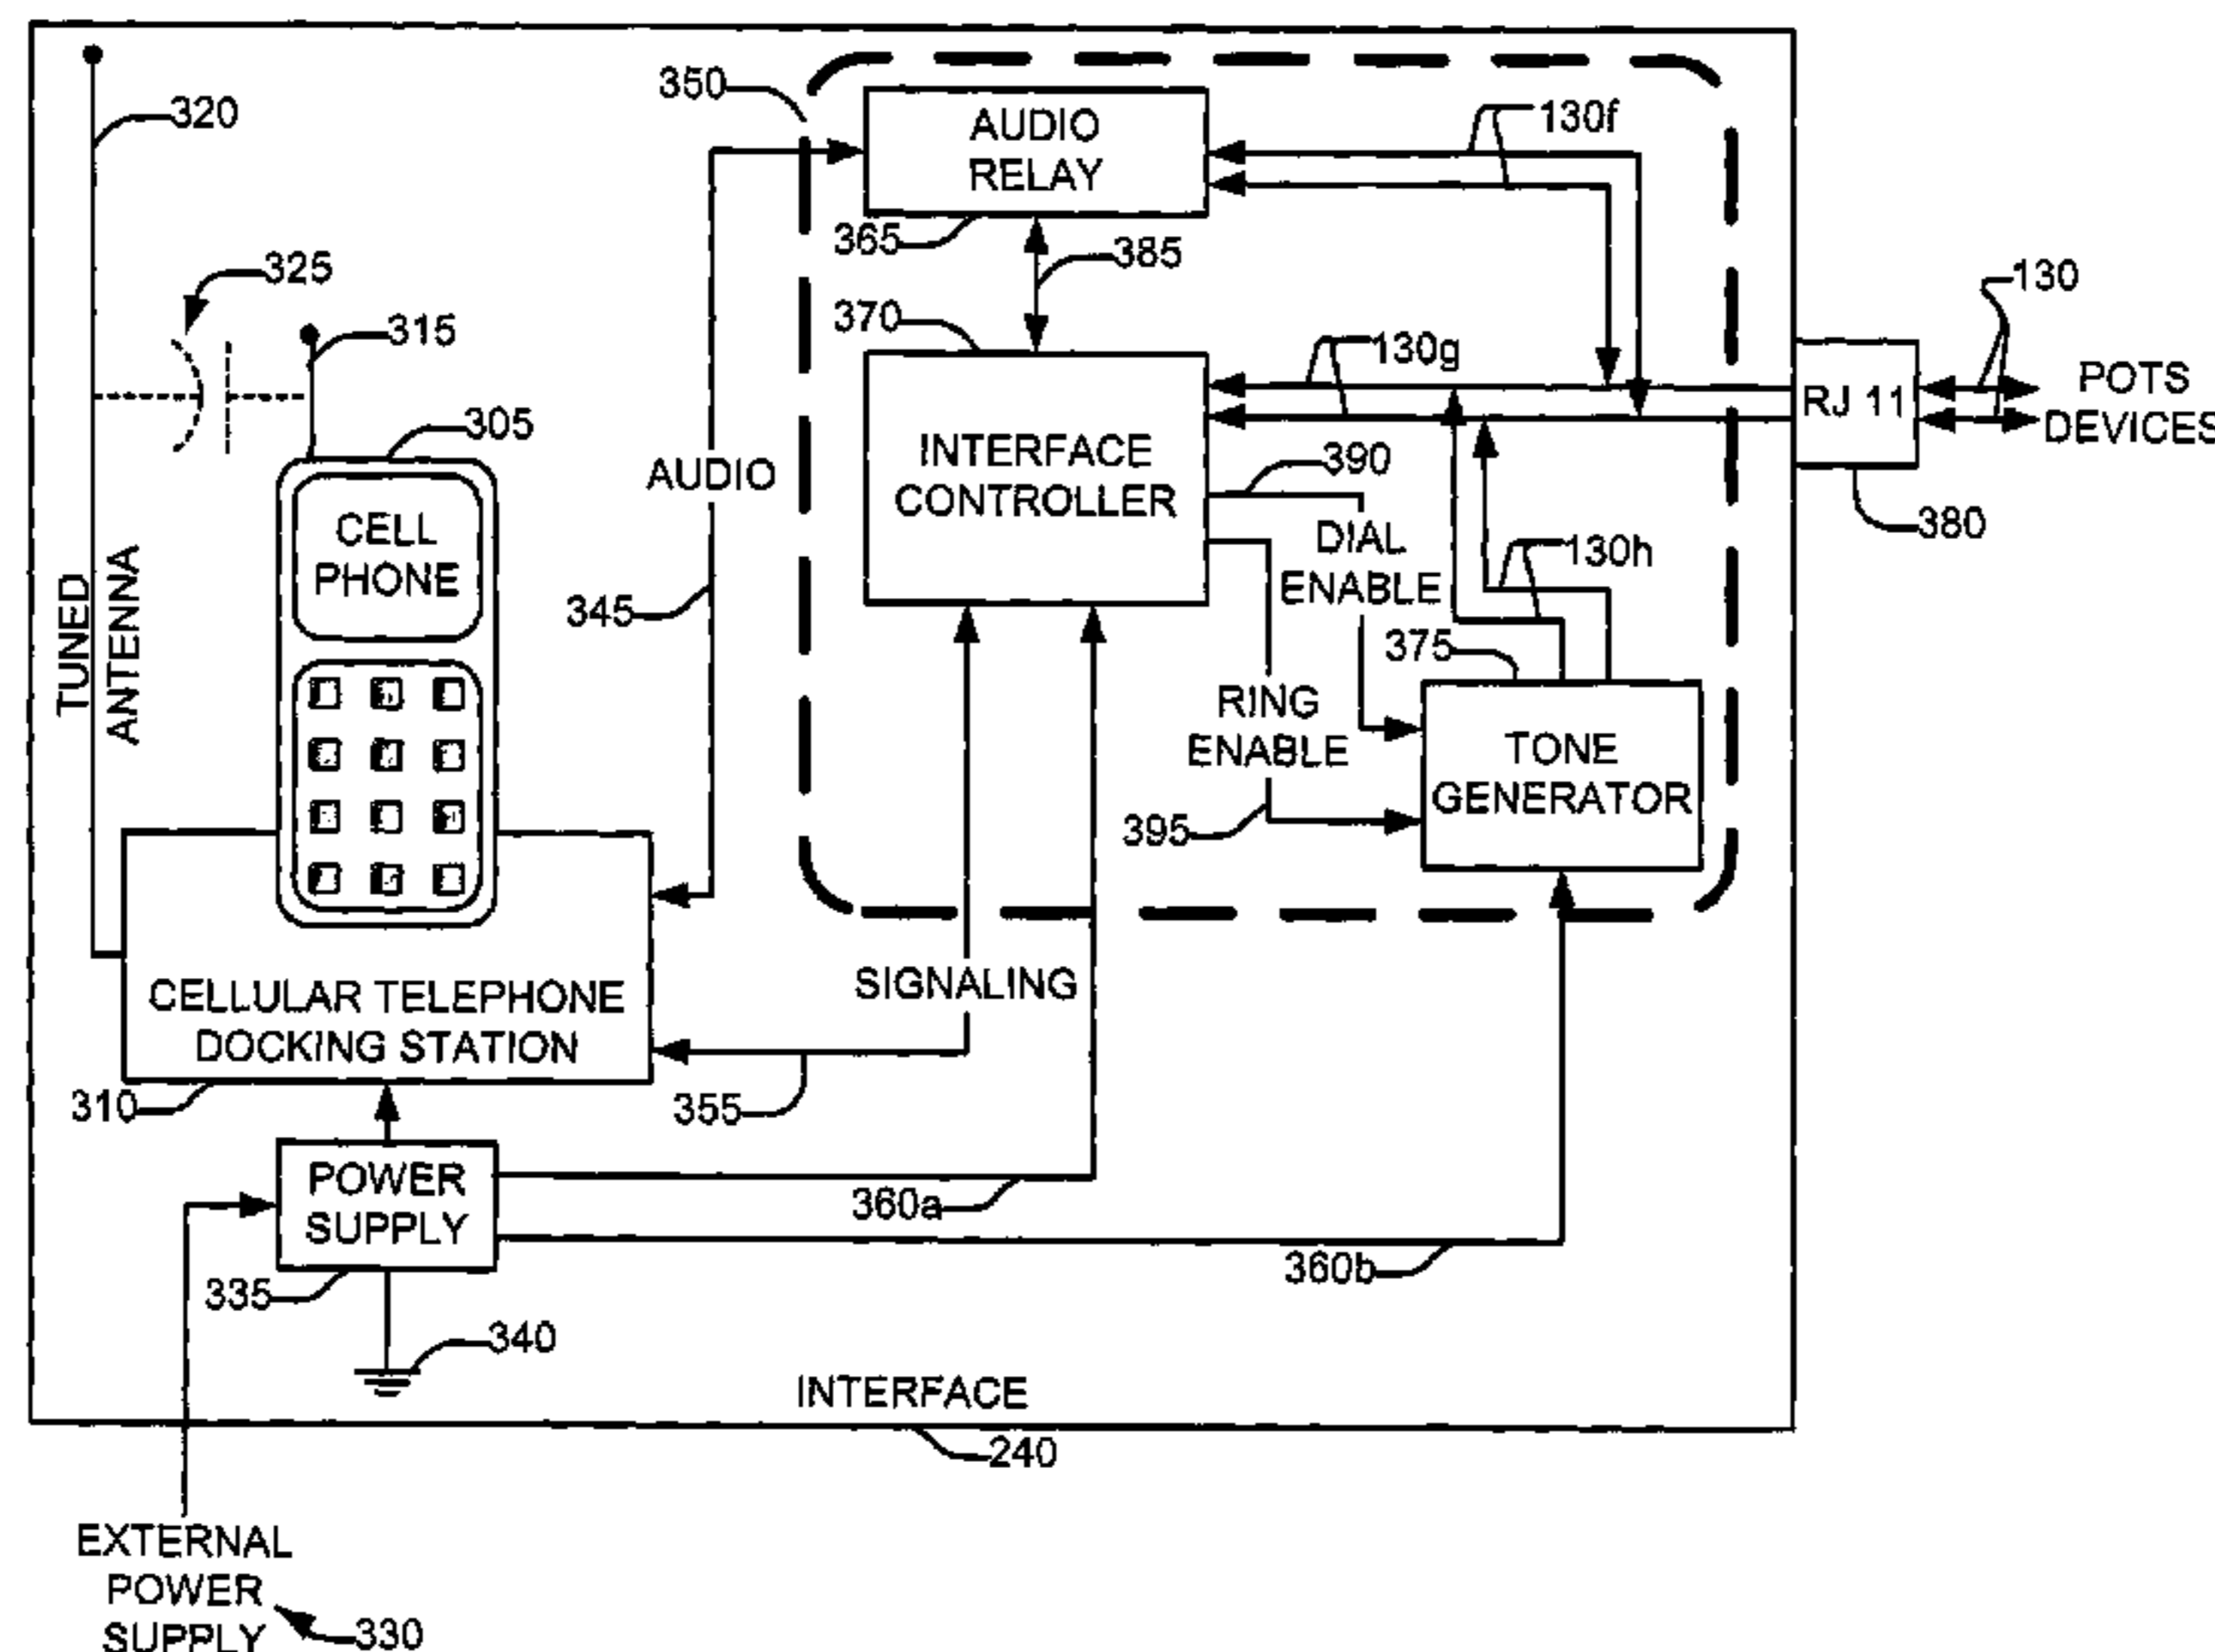 320
350
AUDIO
RELAY
130f
365
385
325
315
370
130g
130
POTS
DEVICES
RJ 11
380
305
CELL
PHONE
AUDIO
INTERFACE
CONTROLLER
390
DIAL
ENABLE
130h
TUNED
ANTENNA
345
375
RING
ENABLE
TONE
GENERATOR
395
CELLULAR TELEPHONE
DOCKING STATION
SIGNALING
310
355
POWER
SUPPLY
360a
360b
335
340
INTERFACE
240
EXTERNAL
POWER
SUPPLY
330